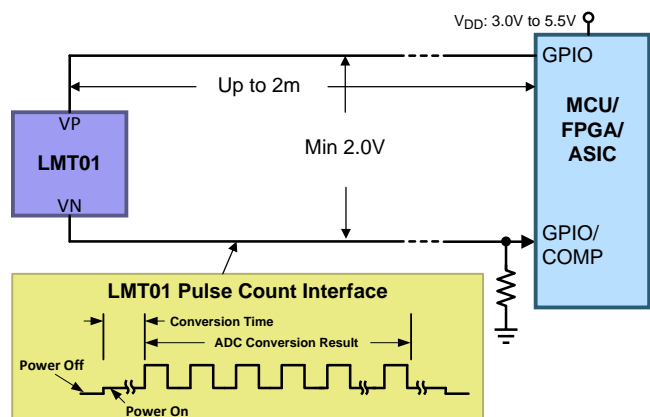 VDD: 3.0V to 5.5V
GPIO
Up to 2m
MCU/
FPGA/
ASIC
VP
LMT01
Min 2.0V
VN
GPIO/
COMP
LMT01 Pulse Count Interface
Conversion Time
ADC Conversion Result
Power Off
Power On